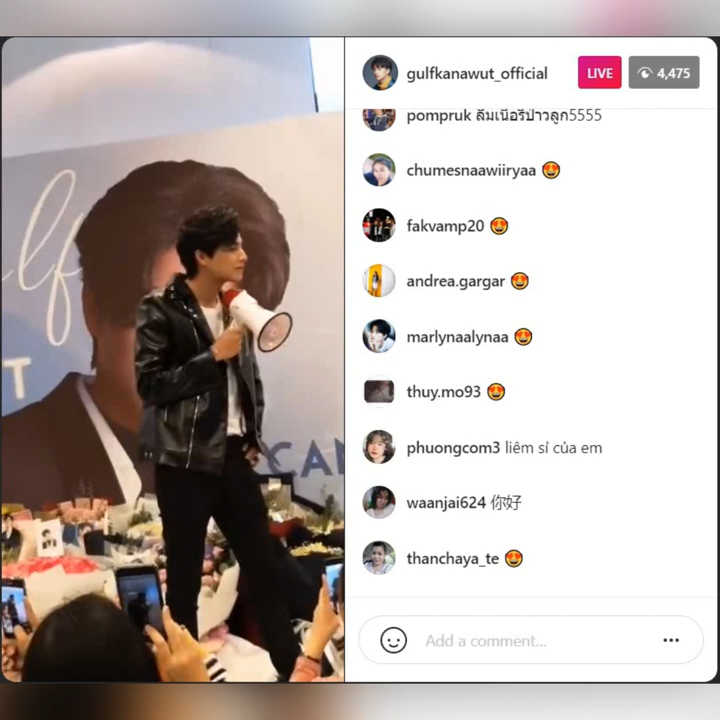 lf
T
CAN
gulfkanawut_official
LIVE 4,475
pompruk ลืมเนอริป่าวลูก5555
chumesnaawiiryaa 😍
fakvamp20 😍
andrea.gargar 😍
marlynaalynaa 😍
thuy.mo93 😍
phuongcom3 liêm sỉ của em
waanjai624 你好
thanchaya_te 😍
Add a comment...